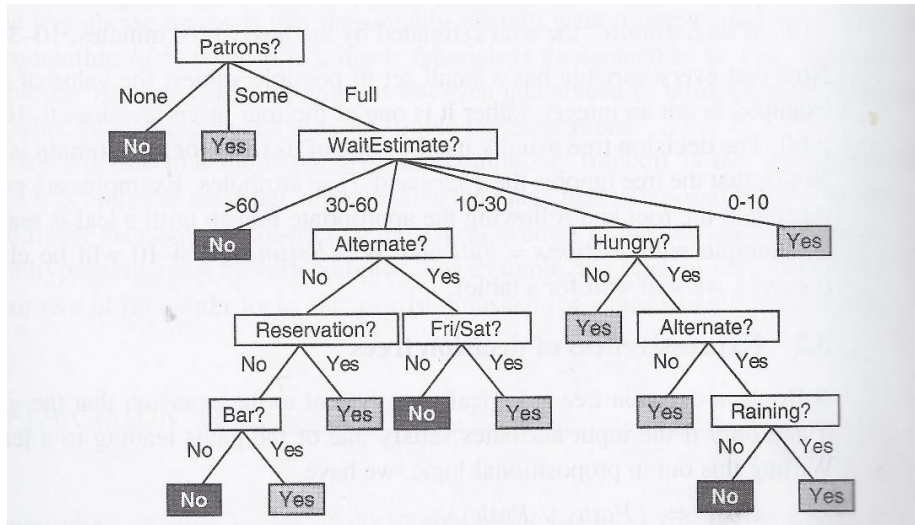 Patrons?
None Some Full
No Yes WaitEstimate?
>60 30-60 10-30 0-10
No Alternate? Hungry? Yes
No Yes No Yes
Reservation? Fri/Sat? Yes Alternate?
No Yes No Yes No Yes
Bar? Yes No Yes Yes Raining?
No Yes No Yes
No Yes No Yes